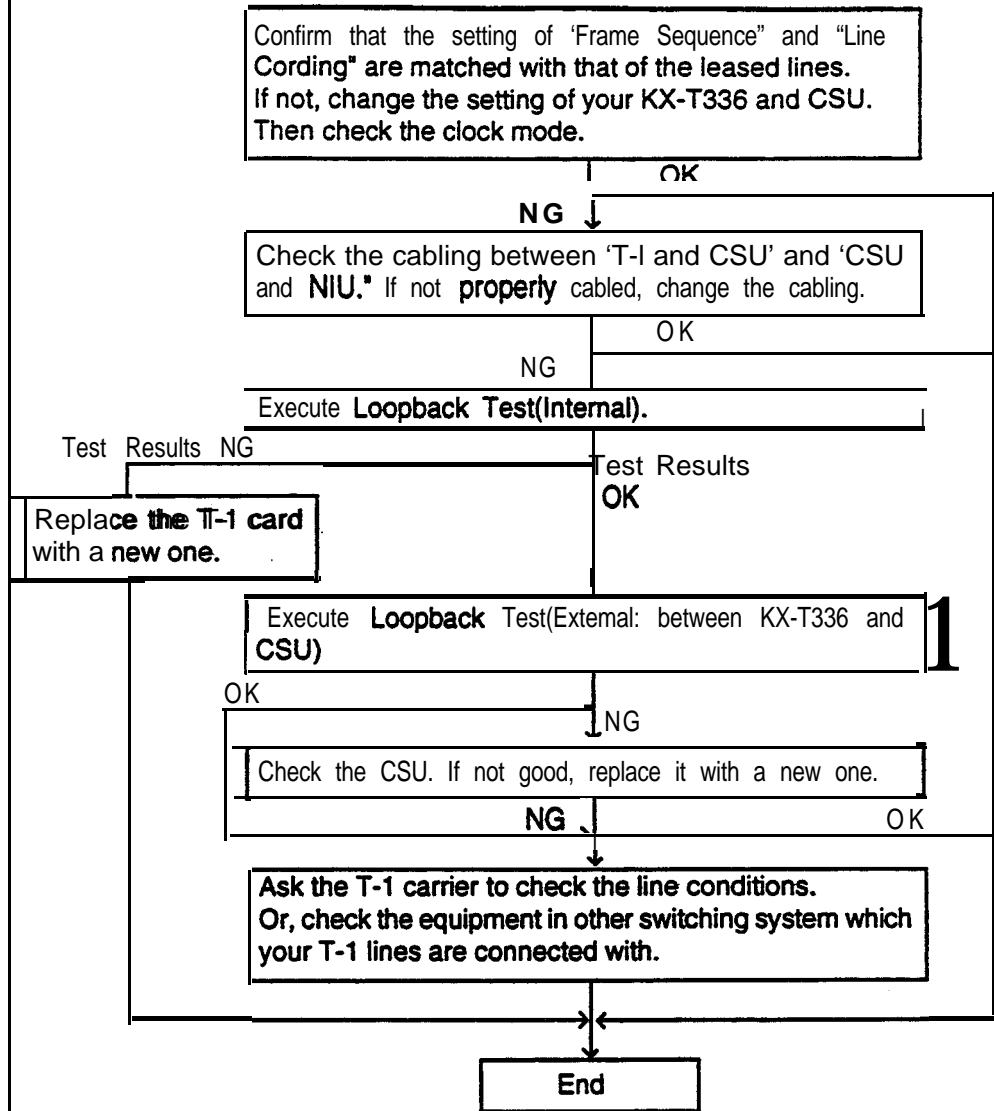 Confirm that the setting of 'Frame Sequence" and "Line
Cording" are matched with that of the leased lines.
If not, change the setting of your KX-T336 and CSU.
Then check the clock mode.
OK
NG
Check the cabling between 'T-I and CSU' and 'CSU
and NIU." If not properly cabled, change the cabling.
OK
NG
Execute Loopback Test(Internal).
Test Results NG
Test Results
OK
Replace the T-1 card
with a new one.
Execute Loopback Test(External: between KX-T336 and
CSU)
1
OK
NG
Check the CSU. If not good, replace it with a new one.
NG
OK
Ask the T-1 carrier to check the line conditions.
Or, check the equipment in other switching system which
your T-1 lines are connected with.
End